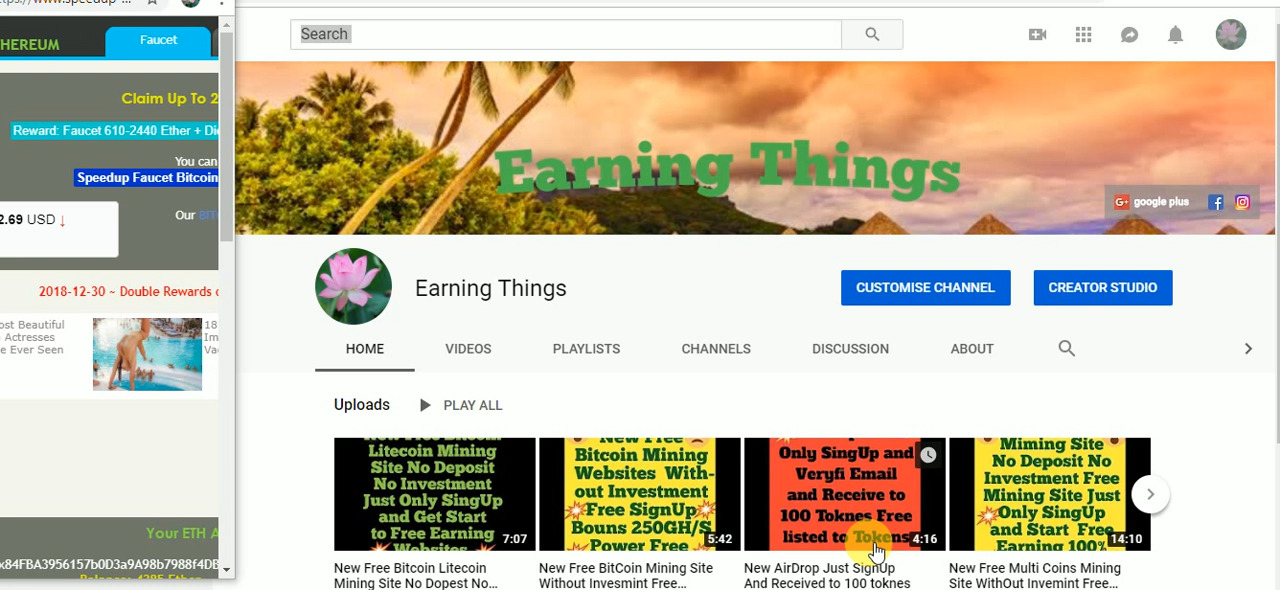 HEREUM
Faucet
Claim Up To 2
Reward: Faucet 610-2440 Ether + Di
You can
Speedup Faucet Bitcoin
2.69 USD ↓
Our BIT
2018-12-30 ~ Double Rewards
ost Beautiful
Actresses
e Ever Seen
18
Im
Va
Your ETH A
x84FBA3956157b0D3a9A98b7988f4DB
Search
Earning Things
google plus
Earning Things
CUSTOMISE CHANNEL
CREATOR STUDIO
HOME
VIDEOS
PLAYLISTS
CHANNELS
DISCUSSION
ABOUT
Uploads
PLAY ALL
Litecoin Mining
Site No Deposit
No Investment
Just Only SingUp
and Get Start
to Free Earning
Websites
7:07
New Free
Bitcoin Mining
Websites With-
out Investment
Free SignUp
Bouns 250GH/S
Power Free
5:42
Only SingUp and
Veryfi Email
and Receive to
100 Toknes Free
listed to Tokens
4:16
Miming Site
No Deposit No
Investment Free
Mining Site Just
Only SingUp
and Start Free
Earning 100%
14:10
New Free Bitcoin Litecoin
Mining Site No Dopest No...
New Free BitCoin Mining Site
Without Invesmint Free...
New AirDrop Just SignUp
And Received to 100 toknes
New Free Multi Coins Mining
Site WithOut Invemint Free...